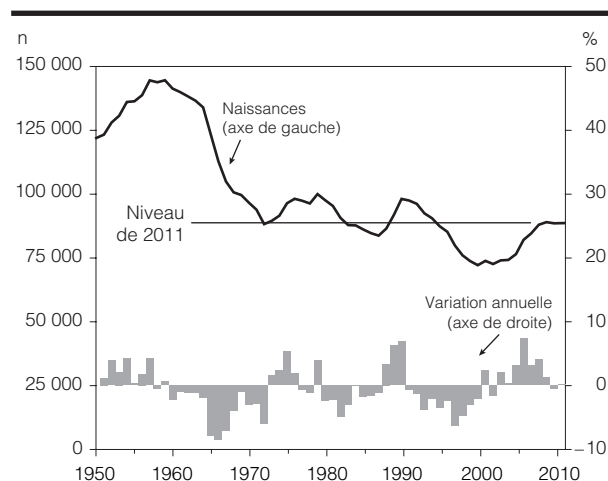 n %
150 000 50
125 000 40
100 000 30
75 000 20
50 000 10
25 000 0
0 –10
Naissances
(axe de gauche)
Niveau
de 2011
Variation annuelle
(axe de droite)
1950 1960 1970 1980 1990 2000 2010